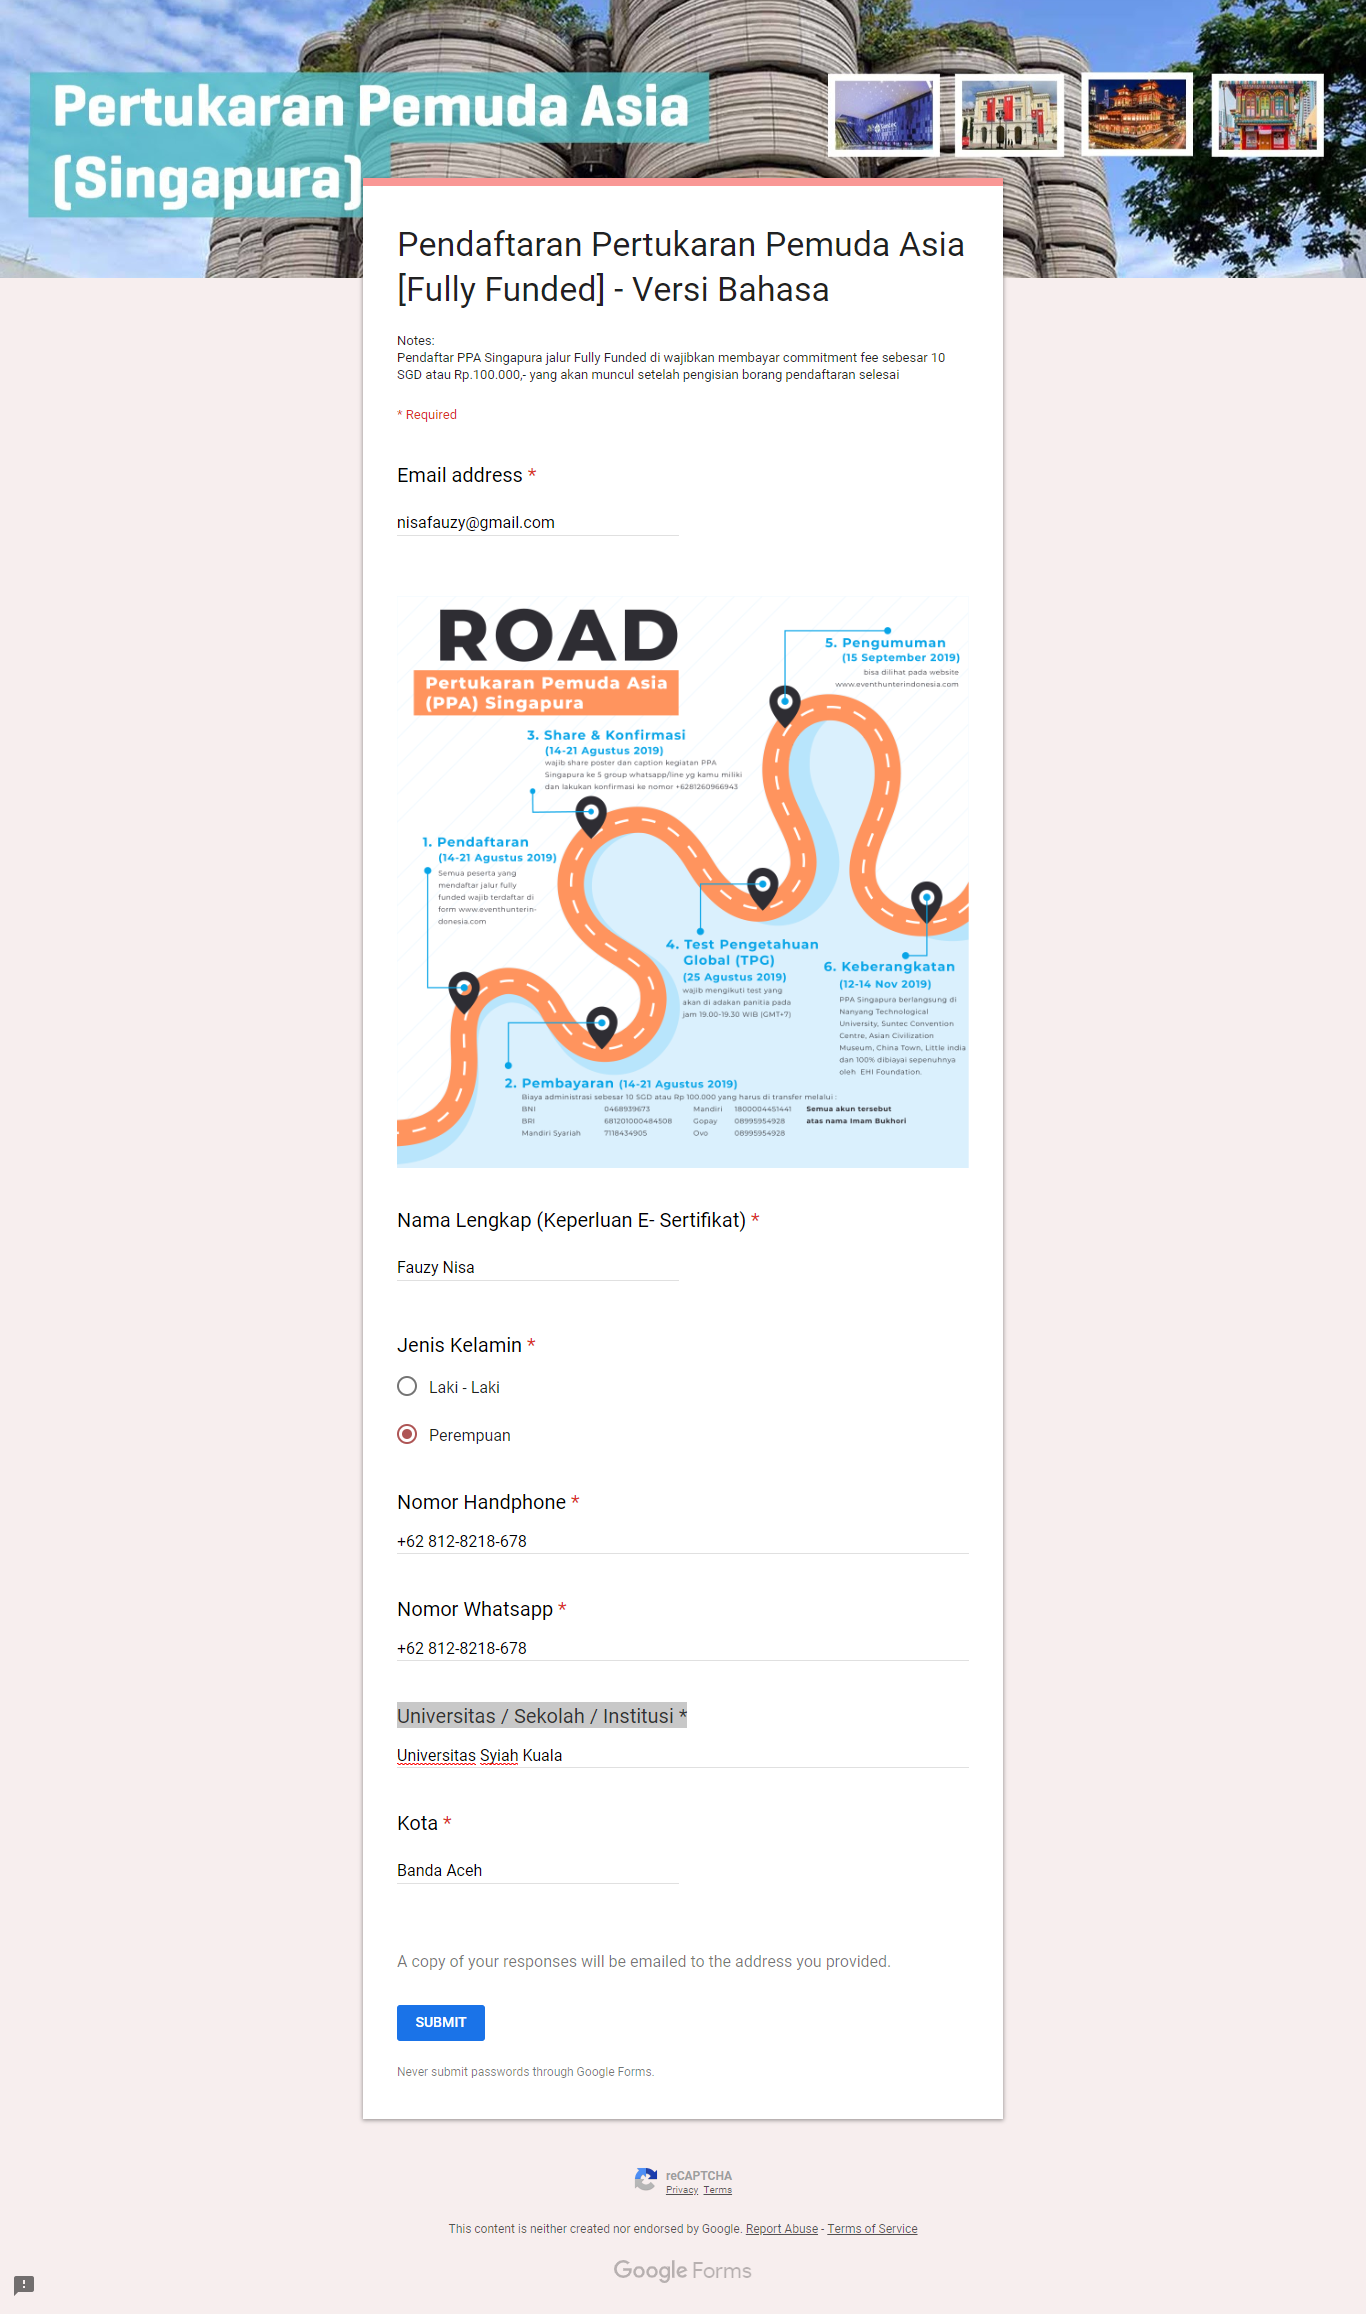 Pertukaran Pemuda Asia
(Singapura)
Pendaftaran Pertukaran Pemuda Asia
[Fully Funded] - Versi Bahasa
Notes:
Pendaftar PPA Singapura jalur Fully Funded di wajibkan membayar commitment fee sebesar 10
SGD atau Rp.100.000,- yang akan muncul setelah pengisian borang pendaftaran selesai
* Required
Email address *
nisafauzy@gmail.com
ROAD
Pertukaran Pemuda Asia
(PPA) Singapura
5. Pengumuman
(15 September 2019)
bisa dilihat pada website
www.eventhunterindonesia.com
3. Share & Konfirmasi
(14-21 Agustus 2019)
wajib share poster dan caption kegiatan PPA
Singapura ke 5 group whatsapp/line yg kamu miliki
dan lakukan konfirmasi ke nomor +6281260966943
1. Pendaftaran
(14-21 Agustus 2019)
Semua peserta yang
mendaftar jalur fully
funded wajib terdaftar di
form www.eventhunterin-
donesia.com
4. Test Pengetahuan
Global (TPG)
(25 Agustus 2019)
wajib mengikuti test yang
akan di adakan panitia pada
jam 19.00-19.30 WIB (GMT+7)
6. Keberangkatan
(12-14 Nov 2019)
PPA Singapura berlangsung di
Nanyang Technological
University, Suntec Convention
Centre, Asian Civilization
Museum, China Town, Little India
dan 100% dibiayai sepenuhnya
oleh EHI Foundation.
2. Pembayaran (14-21 Agustus 2019)
Biaya administrasi sebesar 10 SGD atau Rp 100.000 yang harus di transfer melalui :
BNI 0468939673 Mandiri 1800004451441 Semua akun tersebut
BRI 681201000484508 Gopay 08995954928 atas nama Imam Bukhori
Mandiri Syariah 7118434905 Ovo 08995954928
Nama Lengkap (Keperluan E- Sertifikat) *
Fauzy Nisa
Jenis Kelamin *
Laki - Laki
Perempuan
Nomor Handphone *
+62 812-8218-678
Nomor Whatsapp *
+62 812-8218-678
Universitas / Sekolah / Institusi *
Universitas Syiah Kuala
Kota *
Banda Aceh
A copy of your responses will be emailed to the address you provided.
SUBMIT
Never submit passwords through Google Forms.
reCAPTCHA
Privacy Terms
This content is neither created nor endorsed by Google. Report Abuse - Terms of Service
Google Forms